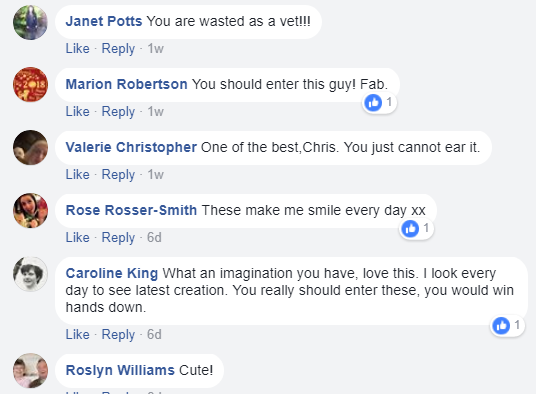 Janet Potts You are wasted as a vet!!!
Like · Reply · 1w
Marion Robertson You should enter this guy! Fab.
1
Like · Reply · 1w
Valerie Christopher One of the best,Chris. You just cannot ear it.
Like · Reply · 1w
Rose Rosser-Smith These make me smile every day xx
1
Like · Reply · 6d
Caroline King What an imagination you have, love this. I look every
day to see latest creation. You really should enter these, you would win
hands down.
1
Like · Reply · 6d
Roslyn Williams Cute!